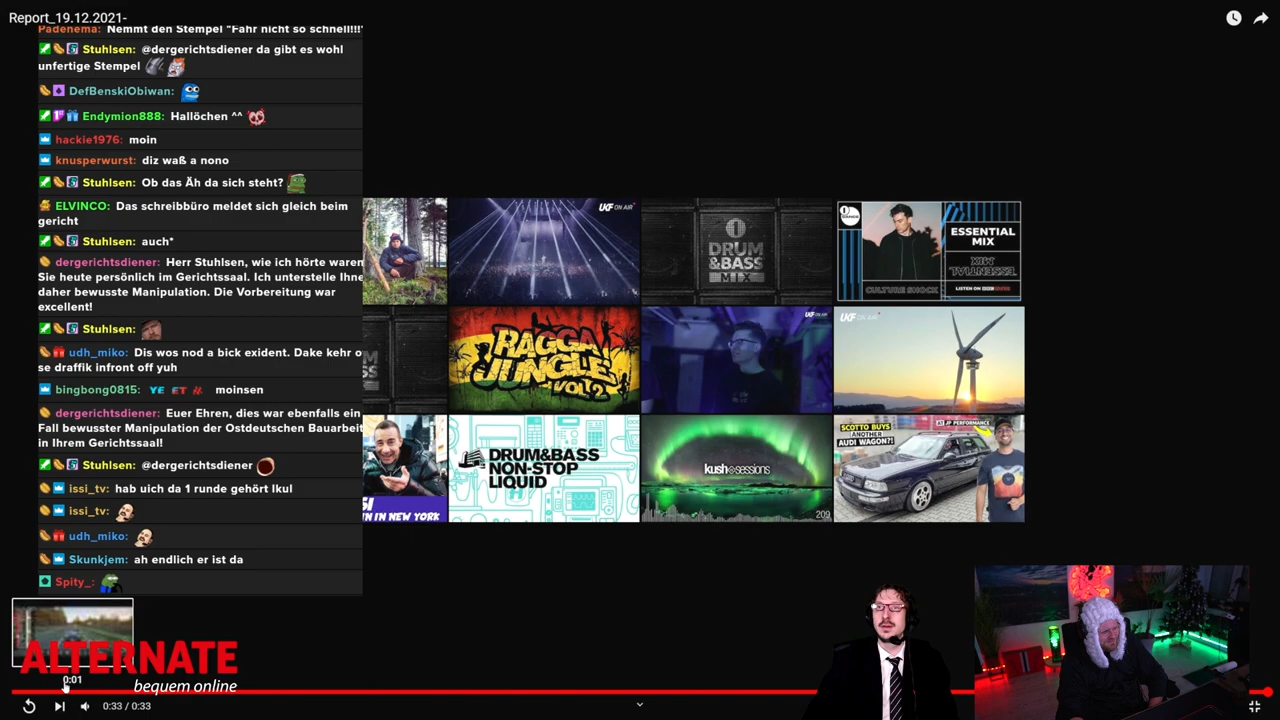 Report_19.12.2021-
Padenema: Nemmt den Stempel "Fahr nicht so schnell!!!"
Stuhlsen: @dergerichtsdiener da gibt es wohl
unfertige Stempel
DefBenskiObiwan:
Endymion888: Hallöchen ^^
hackie1976: moin
knusperwurst: diz waß a nono
Stuhlsen: Ob das Äh da sich steht?
ELVINCO: Das schreibbüro meldet sich gleich beim
gericht
Stuhlsen: auch*
dergerichtsdiener: Herr Stuhlsen, wie ich hörte waren
Sie heute persönlich im Gerichtssaal. Ich unterstelle Ihne
daher bewusste Manipulation. Die Vorbereitung war
excellent!
Stuhlsen:
udh_miko: Dis wos nod a bick exident. Dake kehr o
se draffik infront off yuh
bingbong0815: YE ET # moinsen
dergerichtsdiener: Euer Ehren, dies war ebenfalls ein
Fall bewusster Manipulation der Ostdeutschen Bauarbeit
in Ihrem Gerichtssaal!
Stuhlsen: @dergerichtsdiener
issi_tv: hab uich da 1 runde gehört lkul
issi_tv:
udh_miko:
Skunkjem: ah endlich er ist da
Spity_:
UKF ON AIR
DRUM
&BASS
MIX
ESSENTIAL
MIX
CULTURE SHOCK
LISTEN ON BBC
RAGGA
JUNGLE
VOL 2
UKF ON AIR
UKF ON AIR
N IN NEW YORK
DRUM&BASS
NON-STOP
LIQUID
kush sessions
209
SCOTTO BUYS
ANOTHER
AUDI WAGON?!
JP PERFORMANCE
ALTERNATE
bequem online
0:01
0:33 / 0:33